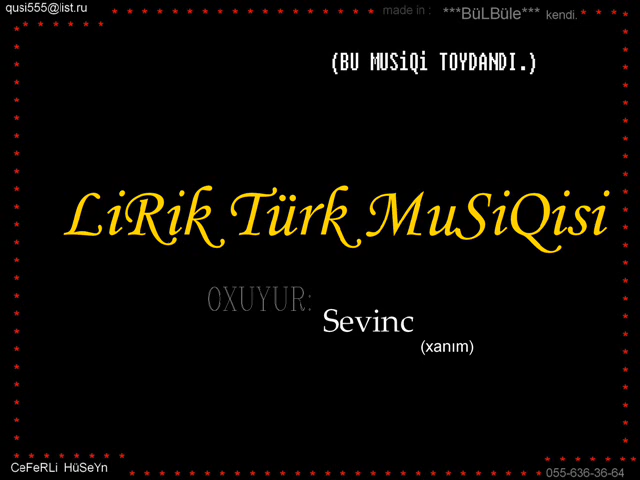 qusi555@list.ru
made in : ***BüLBüle*** kendi.
(BU MUSiQi TOYDANDI.)
LiRik Türk MuSiQisi
OXUYUR:
Sevinc
(xanım)
CəFeRLi HüSeYn
055-636-36-64